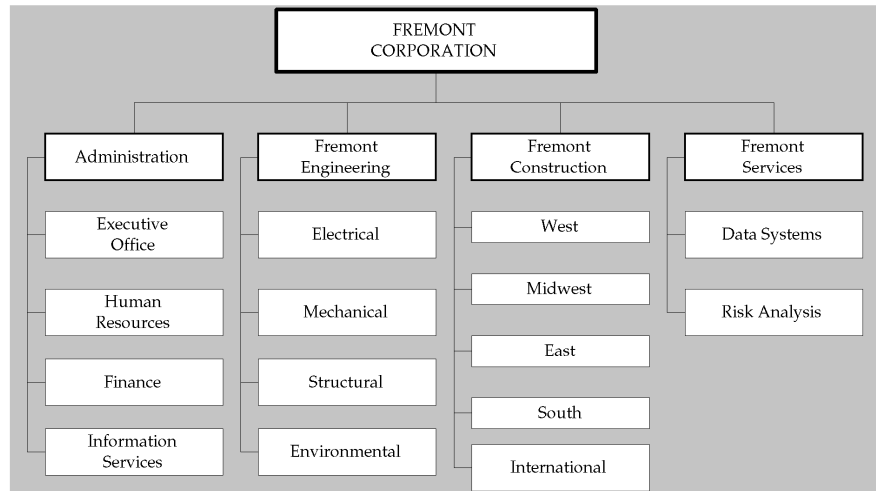 FREMONT
CORPORATION
Administration
Executive
Office
Human
Resources
Finance
Information
Services
Fremont
Engineering
Electrical
Mechanical
Structural
Environmental
Fremont
Construction
West
Midwest
East
South
International
Fremont
Services
Data Systems
Risk Analysis